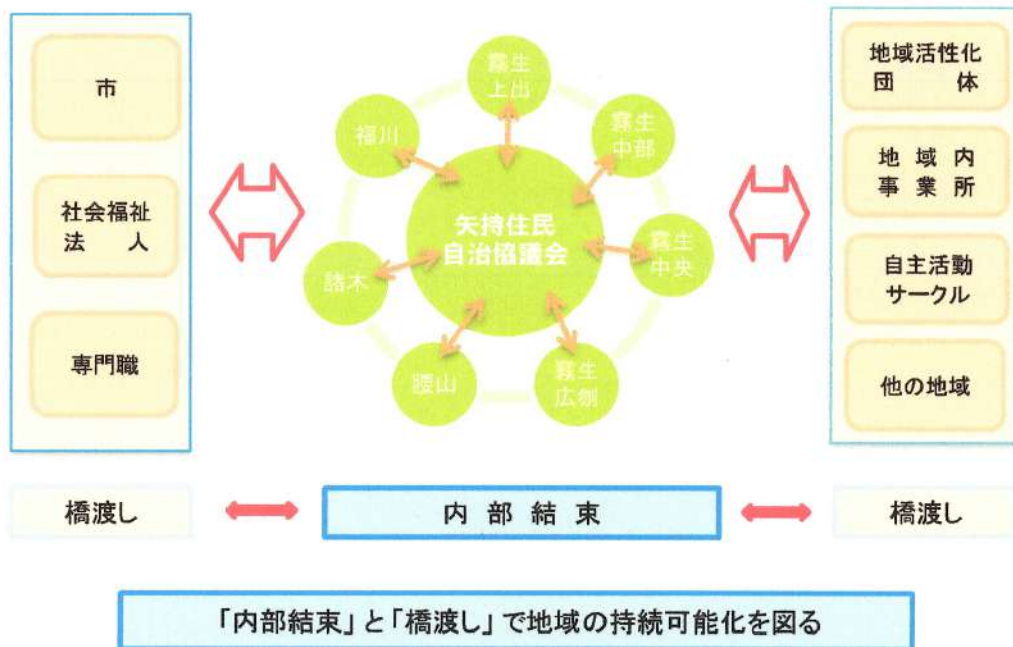 市
社会福祉
法　　人
専門職
霧生
上出
福川
霧生
中部
矢持住民
自治協議会
諸木
霧生
中央
腰山
霧生
広刎
地域活性化
団　　体
地 域 内
事 業 所
自主活動
サークル
他の地域
橋渡し
内 部 結 束
橋渡し
「内部結束」と「橋渡し」で地域の持続可能化を図る